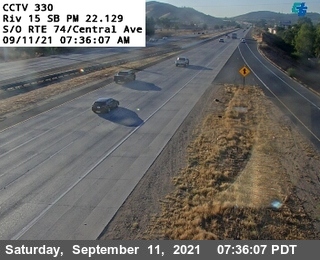 CCTV 330
Riv 15 SB PM 22.129
S/O RTE 74/Central Ave
09/11/21 07:36:07 AM
Saturday, September 11, 2021 07:36:07 PDT